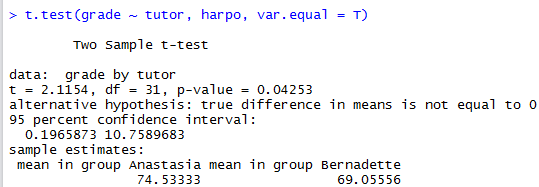 > t.test(grade ~ tutor, harpo, var.equal = T)
Two Sample t-test
data:  grade by tutor
t = 2.1154, df = 31, p-value = 0.04253
alternative hypothesis: true difference in means is not equal to 0
95 percent confidence interval:
0.1965873 10.7589683
sample estimates:
mean in group Anastasia mean in group Bernadette
74.53333 69.05556